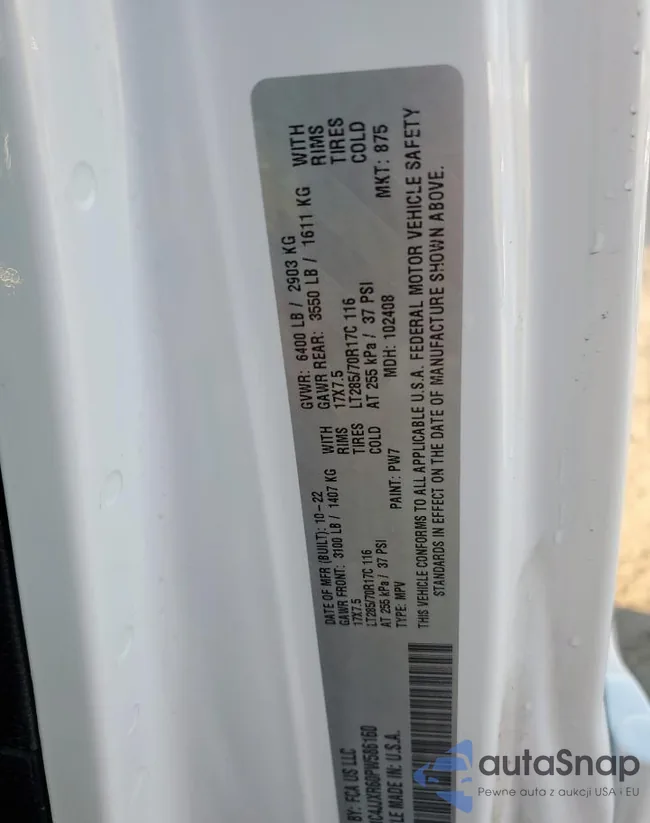 BY: FCA US LLC
DATE OF MFR (BUILT): 10-22
GVWR: 6400 LB / 2903 KG
GAWR FRONT: 3100 LB / 1407 KG WITH
17X7.5 RIMS
LT285/70R17C 116 TIRES
AT 255 kPa / 37 PSI COLD
GAWR REAR: 3550 LB / 1611 KG WITH
17X7.5 RIMS
LT285/70R17C 116 TIRES
AT 255 kPa / 37 PSI COLD
TYPE: MPV PAINT: PW7 MDH: 102408 MKT: 875
THIS VEHICLE CONFORMS TO ALL APPLICABLE U.S.A. FEDERAL MOTOR VEHICLE SAFETY
STANDARDS IN EFFECT ON THE DATE OF MANUFACTURE SHOWN ABOVE.
MADE IN: U.S.A.
autaSnap
Pewne auta z aukcji USA i EU